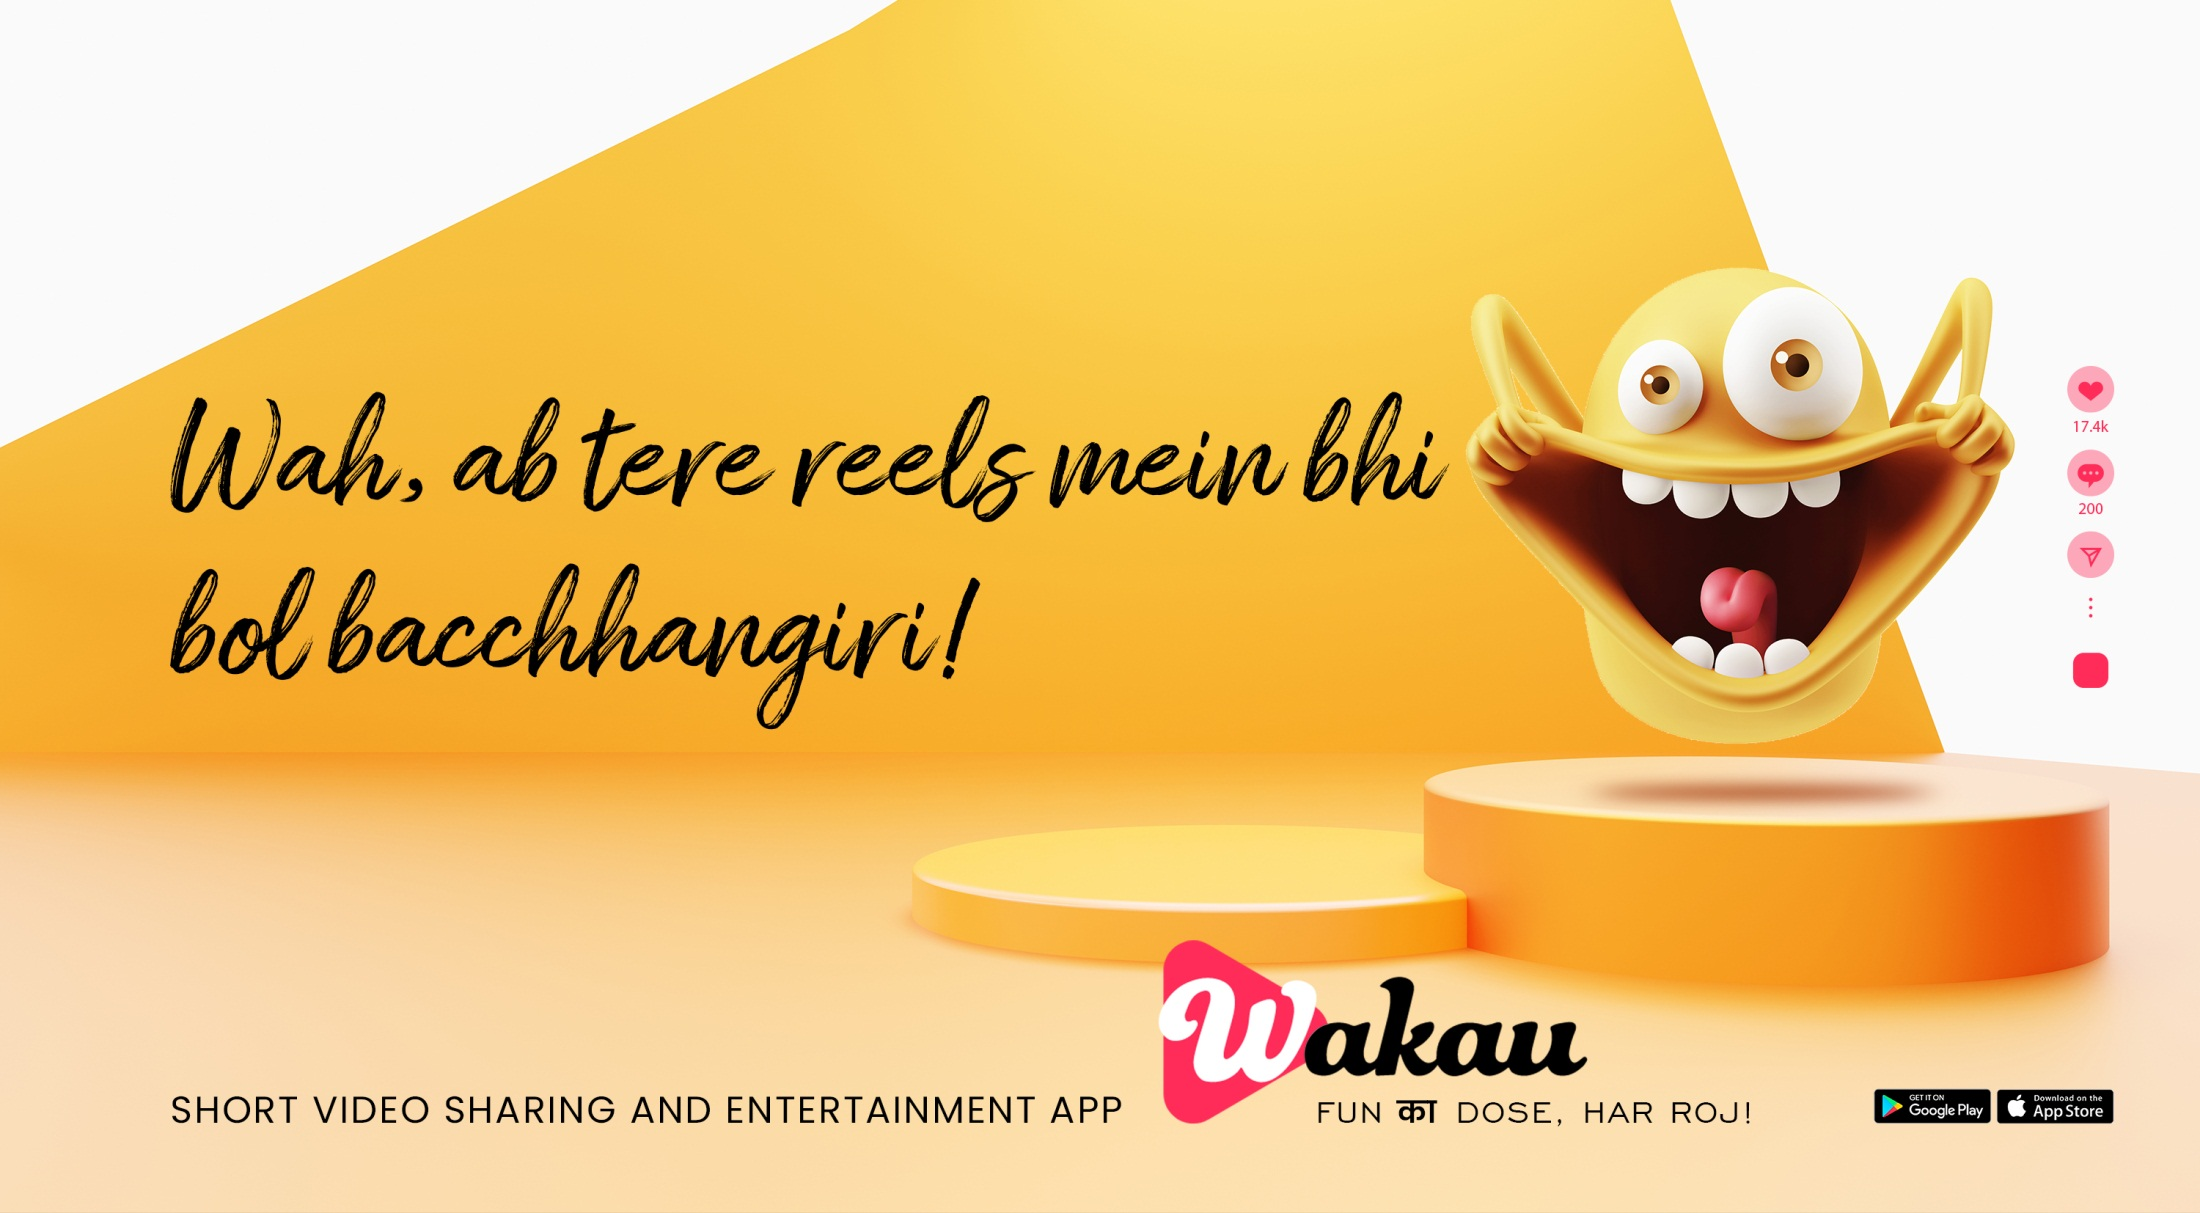 Wah, ab tere reels mein bhi
bol bacchhangiri!
17.4k
200
Wakau
SHORT VIDEO SHARING AND ENTERTAINMENT APP
FUN का DOSE, HAR ROJ!
GET IT ON
Google Play
Download on the
App Store